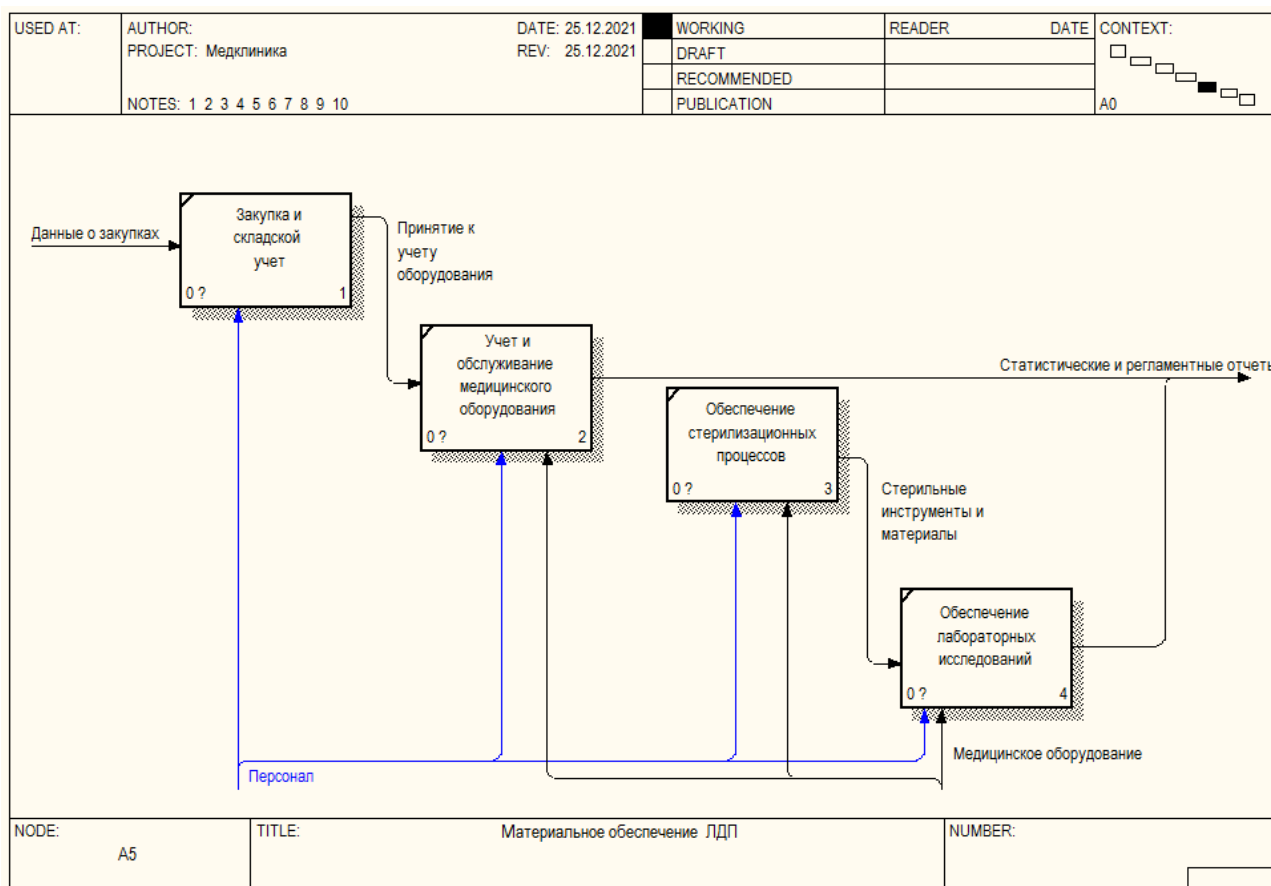 USED AT:
AUTHOR:
DATE: 25.12.2021
PROJECT: Медклиника
REV: 25.12.2021
NOTES: 1 2 3 4 5 6 7 8 9 10
WORKING
DRAFT
RECOMMENDED
PUBLICATION
READER
DATE
CONTEXT:
A0
Данные о закупках
Закупка и
складской
учет
0 ?
1
Принятие к
учету
оборудования
Учет и
обслуживание
медицинского
оборудования
0 ?
2
Статистические и регламентные отчеты
Обеспечение
стерилизационных
процессов
0 ?
3
Стерильные
инструменты и
материалы
Обеспечение
лабораторных
исследований
0 ?
4
Медицинское оборудование
Персонал
NODE:
A5
TITLE:
Материальное обеспечение ЛДП
NUMBER: